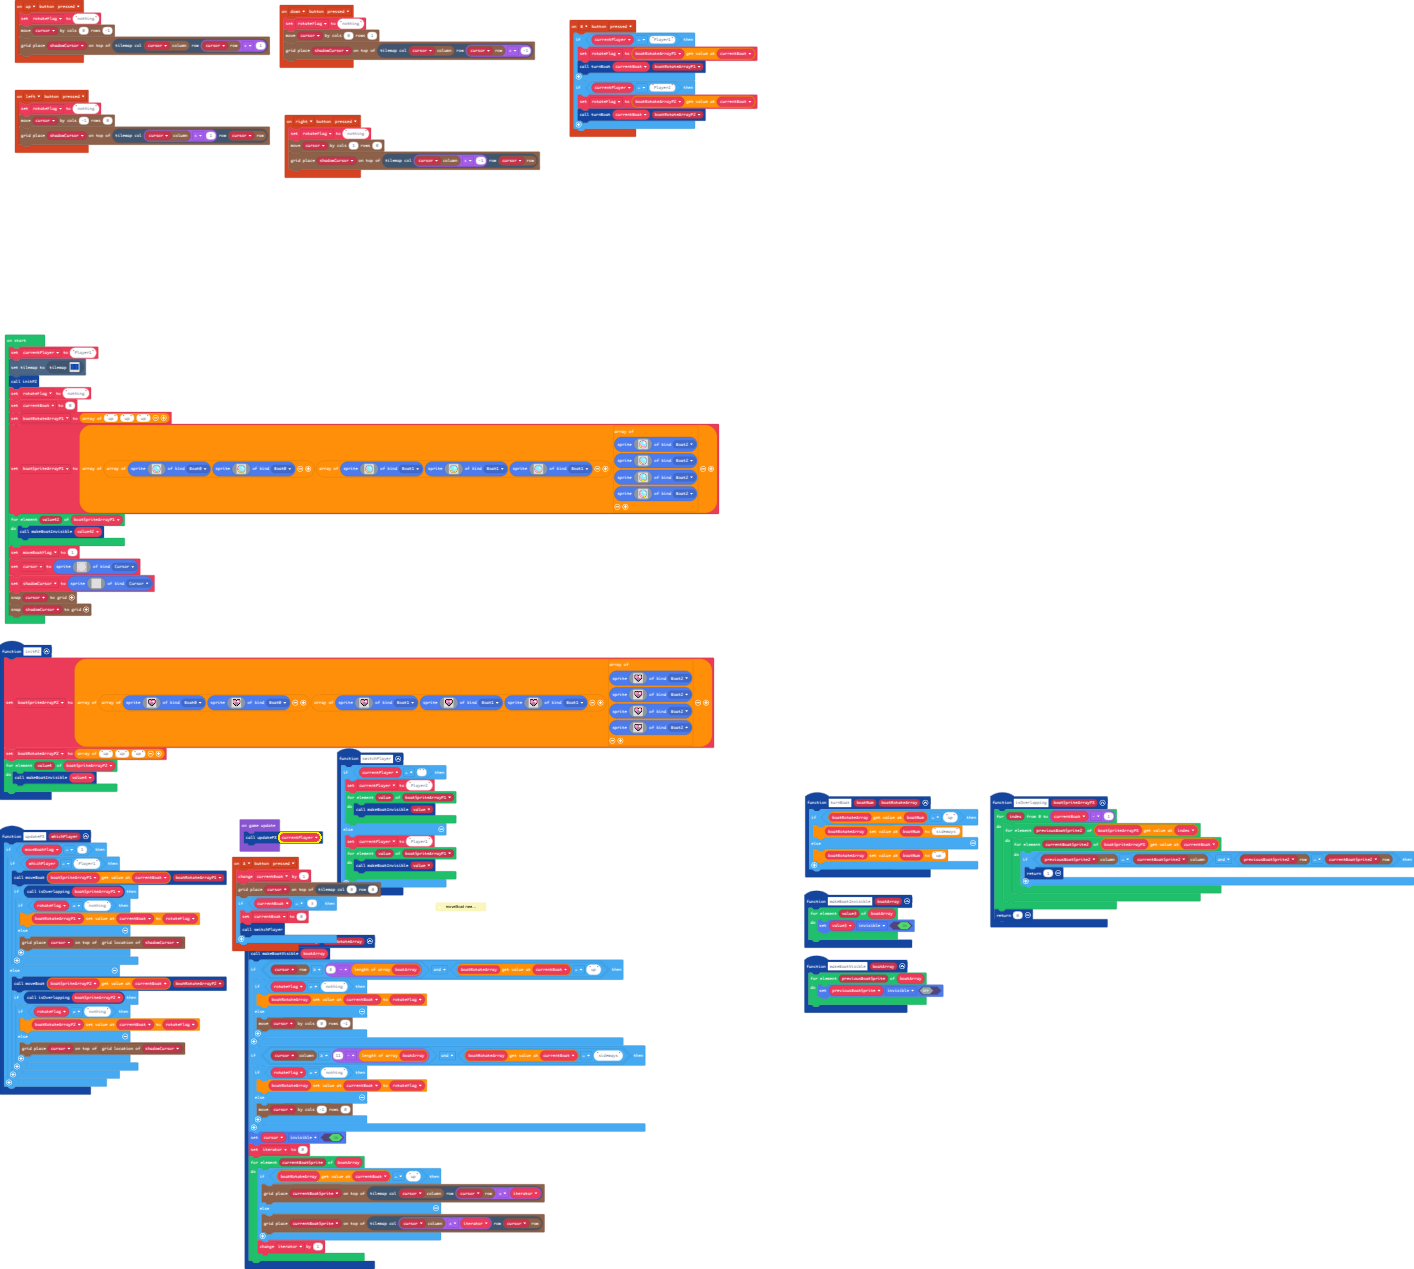 on up button pressed
set rotateFlag to "nothing"
move cursor by cols 0 rows -1
grid place shadowCursor on top of tilemap col cursor column row cursor row + 1
on down button pressed
set rotateFlag to "nothing"
move cursor by cols 0 rows 1
grid place shadowCursor on top of tilemap col cursor column row cursor row + -1
on left button pressed
set rotateFlag to "nothing"
move cursor by cols -1 rows 0
grid place shadowCursor on top of tilemap col cursor column + 1 row cursor row
on right button pressed
set rotateFlag to "nothing"
move cursor by cols 1 rows 0
grid place shadowCursor on top of tilemap col cursor column + -1 row cursor row
on B button pressed
if currentPlayer = "Player1" then
set rotateFlag to boatRotateArrayP1 get value at currentBoat
call turnBoat currentBoat boatRotateArrayP1
if currentPlayer = "Player2" then
set rotateFlag to boatRotateArrayP2 get value at currentBoat
call turnBoat currentBoat boatRotateArrayP2
on start
set currentPlayer to "Player1"
set tilemap to tilemap
call initP2
set rotateFlag to "nothing"
set currentBoat to 0
set boatRotateArrayP1 to array of "up" "up" "up"
set boatSpriteArrayP1 to array of array of sprite of kind Boat0 sprite of kind Boat0 array of sprite of kind Boat1 sprite of kind Boat1 sprite of kind Boat1
array of
sprite of kind Boat2
sprite of kind Boat2
sprite of kind Boat2
sprite of kind Boat2
for element value2 of boatSpriteArrayP1
do call makeBoatInvisible value2
set moveBoatFlag to 1
set cursor to sprite of kind Cursor
set shadowCursor to sprite of kind Cursor
snap cursor to grid
snap shadowCursor to grid
function initP2
set boatSpriteArrayP2 to array of array of sprite of kind Boat0 sprite of kind Boat0 array of sprite of kind Boat1 sprite of kind Boat1 sprite of kind Boat1
array of
sprite of kind Boat2
sprite of kind Boat2
sprite of kind Boat2
sprite of kind Boat2
set boatRotateArrayP2 to array of "up" "up" "up"
for element value4 of boatSpriteArrayP2
do call makeBoatInvisible value4
function switchPlayer
if currentPlayer = then
set currentPlayer to "Player2"
for element value of boatSpriteArrayP1
do call makeBoatInvisible value
else
set currentPlayer to "Player1"
for element value of boatSpriteArrayP2
do call makeBoatInvisible value
on game update
call updatePX currentPlayer
on A button pressed
change currentBoat by 1
grid place cursor on top of tilemap col 0 row 0
if currentBoat = 3 then
set currentBoat to 0
call switchPlayer
function updatePX whichPlayer
if moveBoatFlag = 1 then
if whichPlayer = "Player1" then
call moveBoat boatSpriteArrayP1 get value at currentBoat boatRotateArrayP1
if call isOverlapping boatSpriteArrayP1 then
if rotateFlag ≠ "nothing" then
boatRotateArrayP1 set value at currentBoat to rotateFlag
else
grid place cursor on top of grid location of shadowCursor
else
call moveBoat boatSpriteArrayP2 get value at currentBoat boatRotateArrayP2
if call isOverlapping boatSpriteArrayP2 then
if rotateFlag ≠ "nothing" then
boatRotateArrayP2 set value at currentBoat to rotateFlag
else
grid place cursor on top of grid location of shadowCursor
moveBoat nee...
RotateArray
call makeBoatVisible boatArray
if cursor row length of array boatArray and boatRotateArray get value at currentBoat = "up" then
if rotateFlag ≠ "nothing" then
boatRotateArray set value at currentBoat to rotateFlag
else
move cursor by cols 0 rows -1
if cursor column length of array boatArray and boatRotateArray get value at currentBoat = "sideways" then
if rotateFlag ≠ "nothing" then
boatRotateArray set value at currentBoat to rotateFlag
else
move cursor by cols -1 rows 0
set cursor invisible
set iterator to 0
for element currentBoatSprite of boatArray
do if boatRotateArray get value at currentBoat = "up" then
grid place currentBoatSprite on top of tilemap col cursor column row cursor row + iterator
else
grid place currentBoatSprite on top of tilemap col cursor column + iterator row cursor row
change iterator by 1
function turnBoat boatNum boatRotateArray
if boatRotateArray get value at boatNum = "up" then
boatRotateArray set value at boatNum to "sideways"
else
boatRotateArray set value at boatNum to "up"
function makeBoatInvisible boatArray
for element value3 of boatArray
do set value3 invisible
function makeBoatVisible boatArray
for element previousBoatSprite of boatArray
do set previousBoatSprite invisible
function isOverlapping boatSpriteArrayPX
for index from 0 to currentBoat - 1
do for element previousBoatSprite2 of boatSpriteArrayPX get value at index
do for element currentBoatSprite2 of boatSpriteArrayPX get value at currentBoat
do if previousBoatSprite2 column = currentBoatSprite2 column and previousBoatSprite2 row = currentBoatSprite2 row then
return 1
return 0